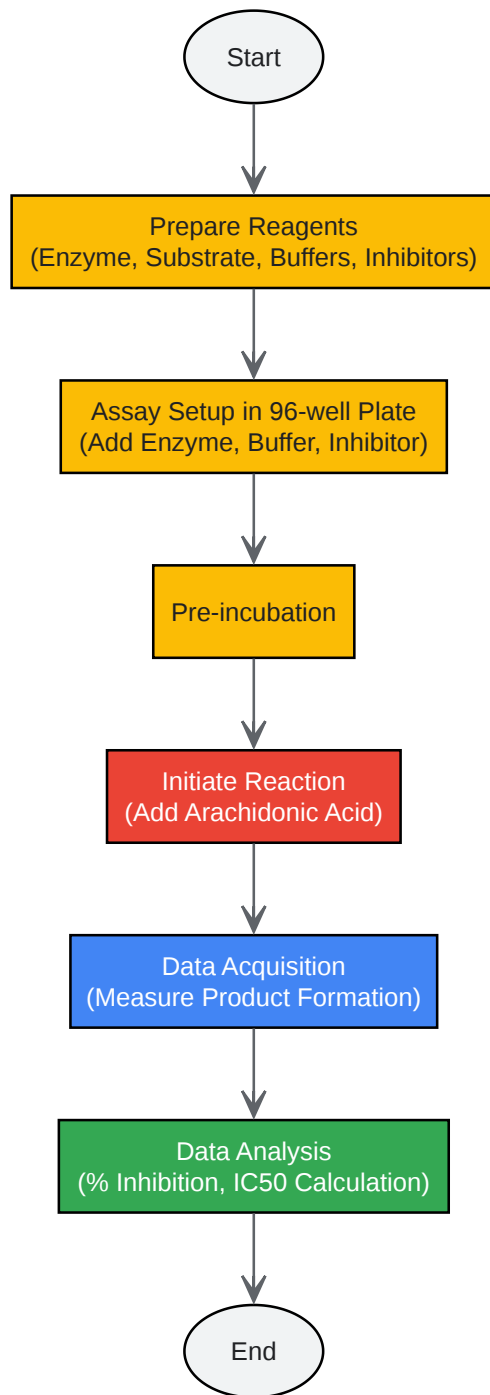 Start
Prepare Reagents
(Enzyme, Substrate, Buffers, Inhibitors)
Assay Setup in 96-well Plate
(Add Enzyme, Buffer, Inhibitor)
Pre-incubation
Initiate Reaction
(Add Arachidonic Acid)
Data Acquisition
(Measure Product Formation)
Data Analysis
(% Inhibition, IC50 Calculation)
End